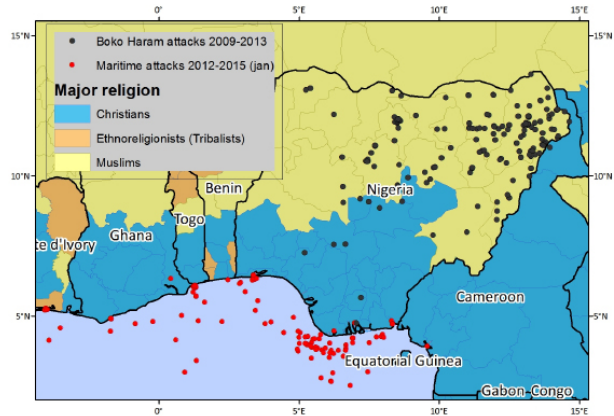 0° 5°E 10°E 15°E
Boko Haram attacks 2009-2013
Maritime attacks 2012-2015 (jan)
Major religion
Christians
Ethnoreligionists (Tribalists)
Muslims
10°N 10°N
Benin
Nigeria
Togo
Ghana
te d'Ivory
Cameroon
5°N 5°N
Equatorial Guinea
Gabon Congo
0° 5°E 10°E 15°E